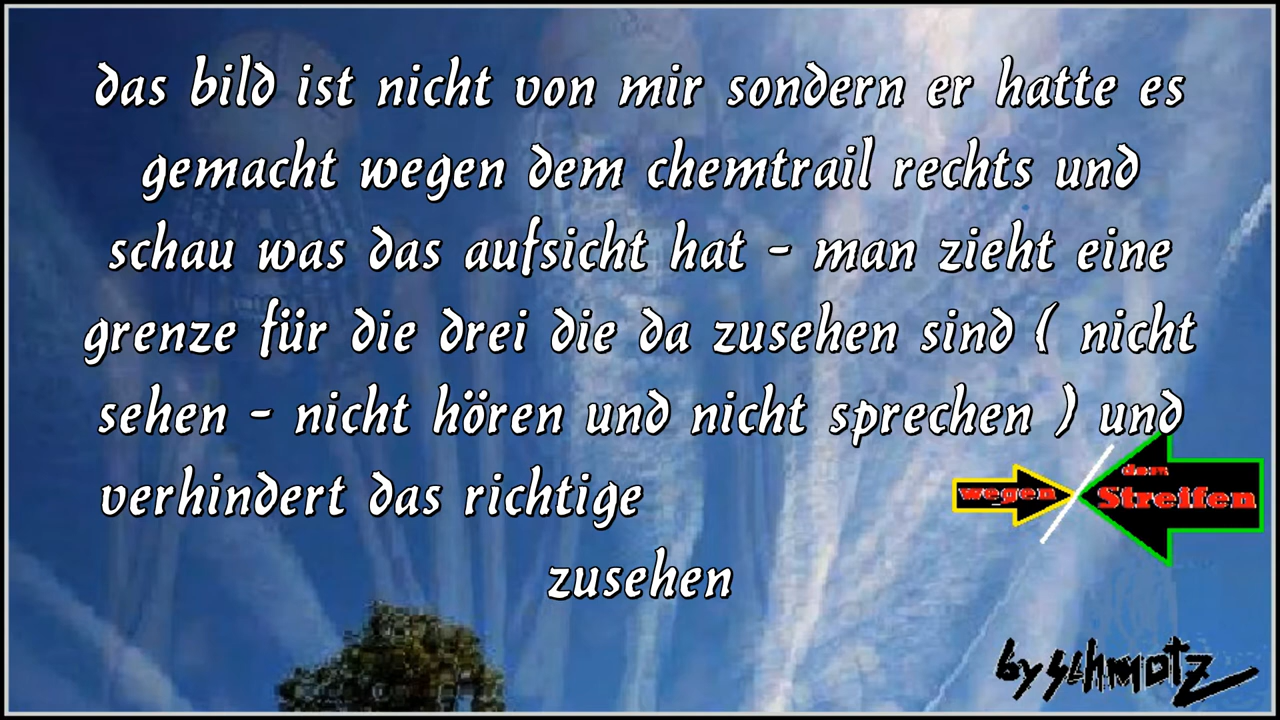 das bild ist nicht von mir sondern er hatte es
gemacht wegen dem chemtrail rechts und
schau was das aufsicht hat - man zieht eine
grenze für die drei die da zusehen sind ( nicht
sehen - nicht hören und nicht sprechen ) und
verhindert das richtige
wegen
dem
Streifen
zusehen
by schmotz